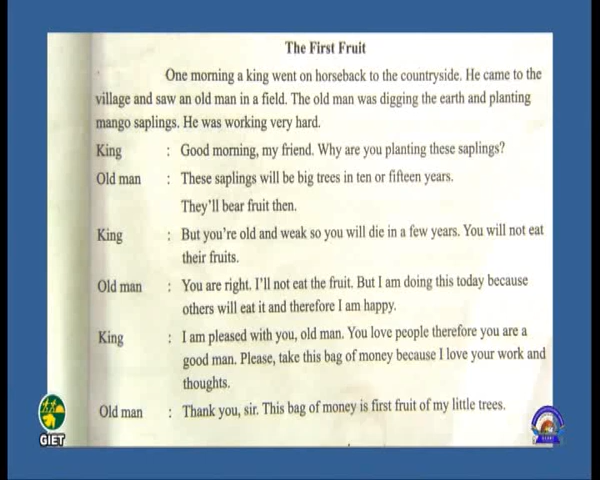 The First Fruit
One morning a king went on horseback to the countryside. He came to the
village and saw an old man in a field. The old man was digging the earth and planting
mango saplings. He was working very hard.
King : Good morning, my friend. Why are you planting these saplings?
Old man : These saplings will be big trees in ten or fifteen years.
They'll bear fruit then.
King : But you're old and weak so you will die in a few years. You will not eat
their fruits.
Old man : You are right. I'll not eat the fruit. But I am doing this today because
others will eat it and therefore I am happy.
King : I am pleased with you, old man. You love people therefore you are a
good man. Please, take this bag of money because I love your work and
thoughts.
Old man : Thank you, sir. This bag of money is first fruit of my little trees.
GIET